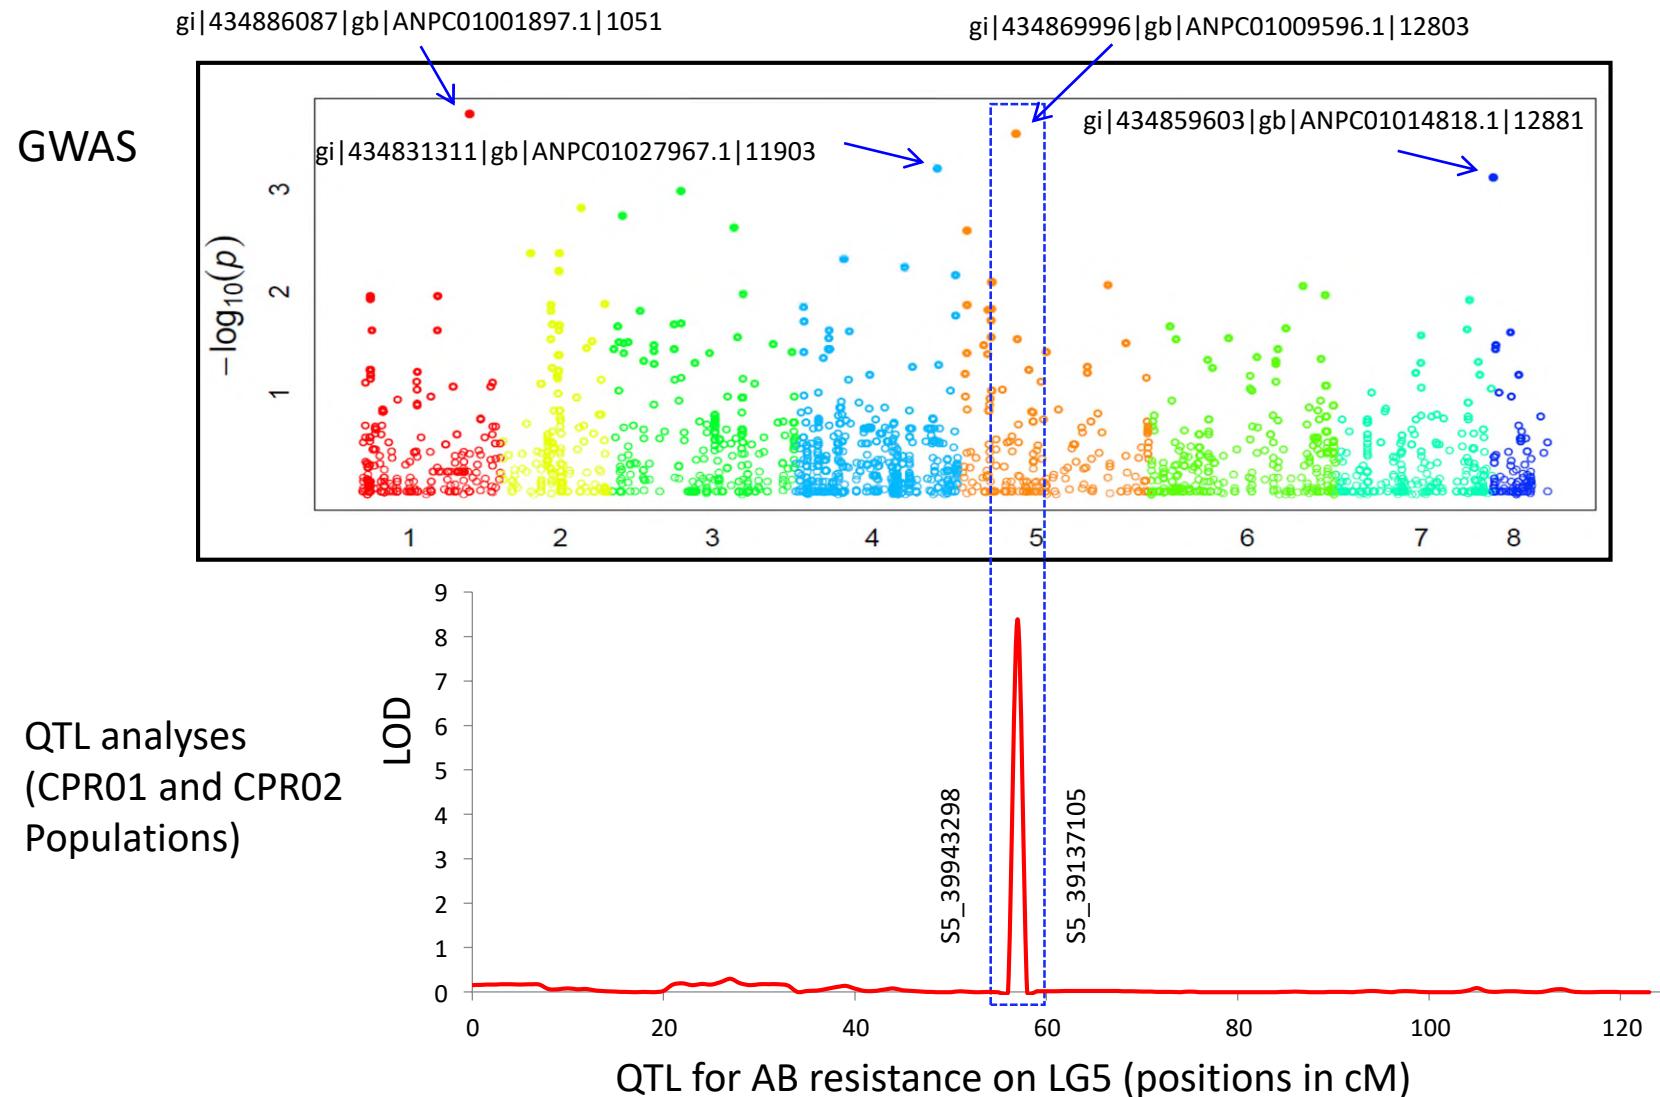 gi|434886087|gb|ANPC01001897.1|1051
gi|434869996|gb|ANPC01009596.1|12803
GWAS
gi|434859603|gb|ANPC01014818.1|12881
gi|434831311|gb|ANPC01027967.1|11903
−log10(p)
3
2
1
1 2 3 4 5 6 7 8
QTL analyses
(CPR01 and CPR02
Populations)
LOD
9
8
7
6
5
4
3
2
1
0
S5_39943298
S5_39137105
0 20 40 60 80 100 120
QTL for AB resistance on LG5 (positions in cM)